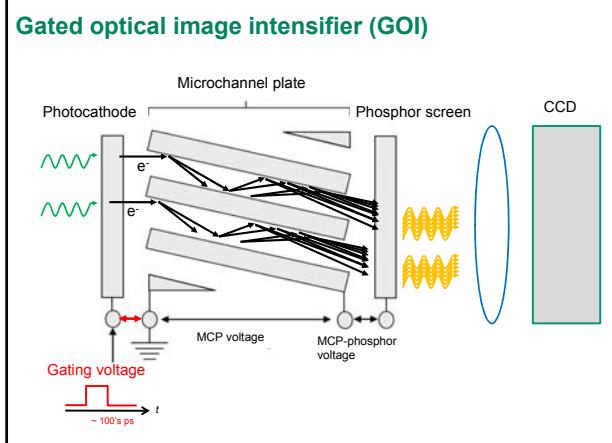 Gated optical image intensifier (GOI)
Microchannel plate
Photocathode
Phosphor screen
CCD
e-
e-
MCP voltage
MCP-phosphor
voltage
Gating voltage
t
~ 100's ps